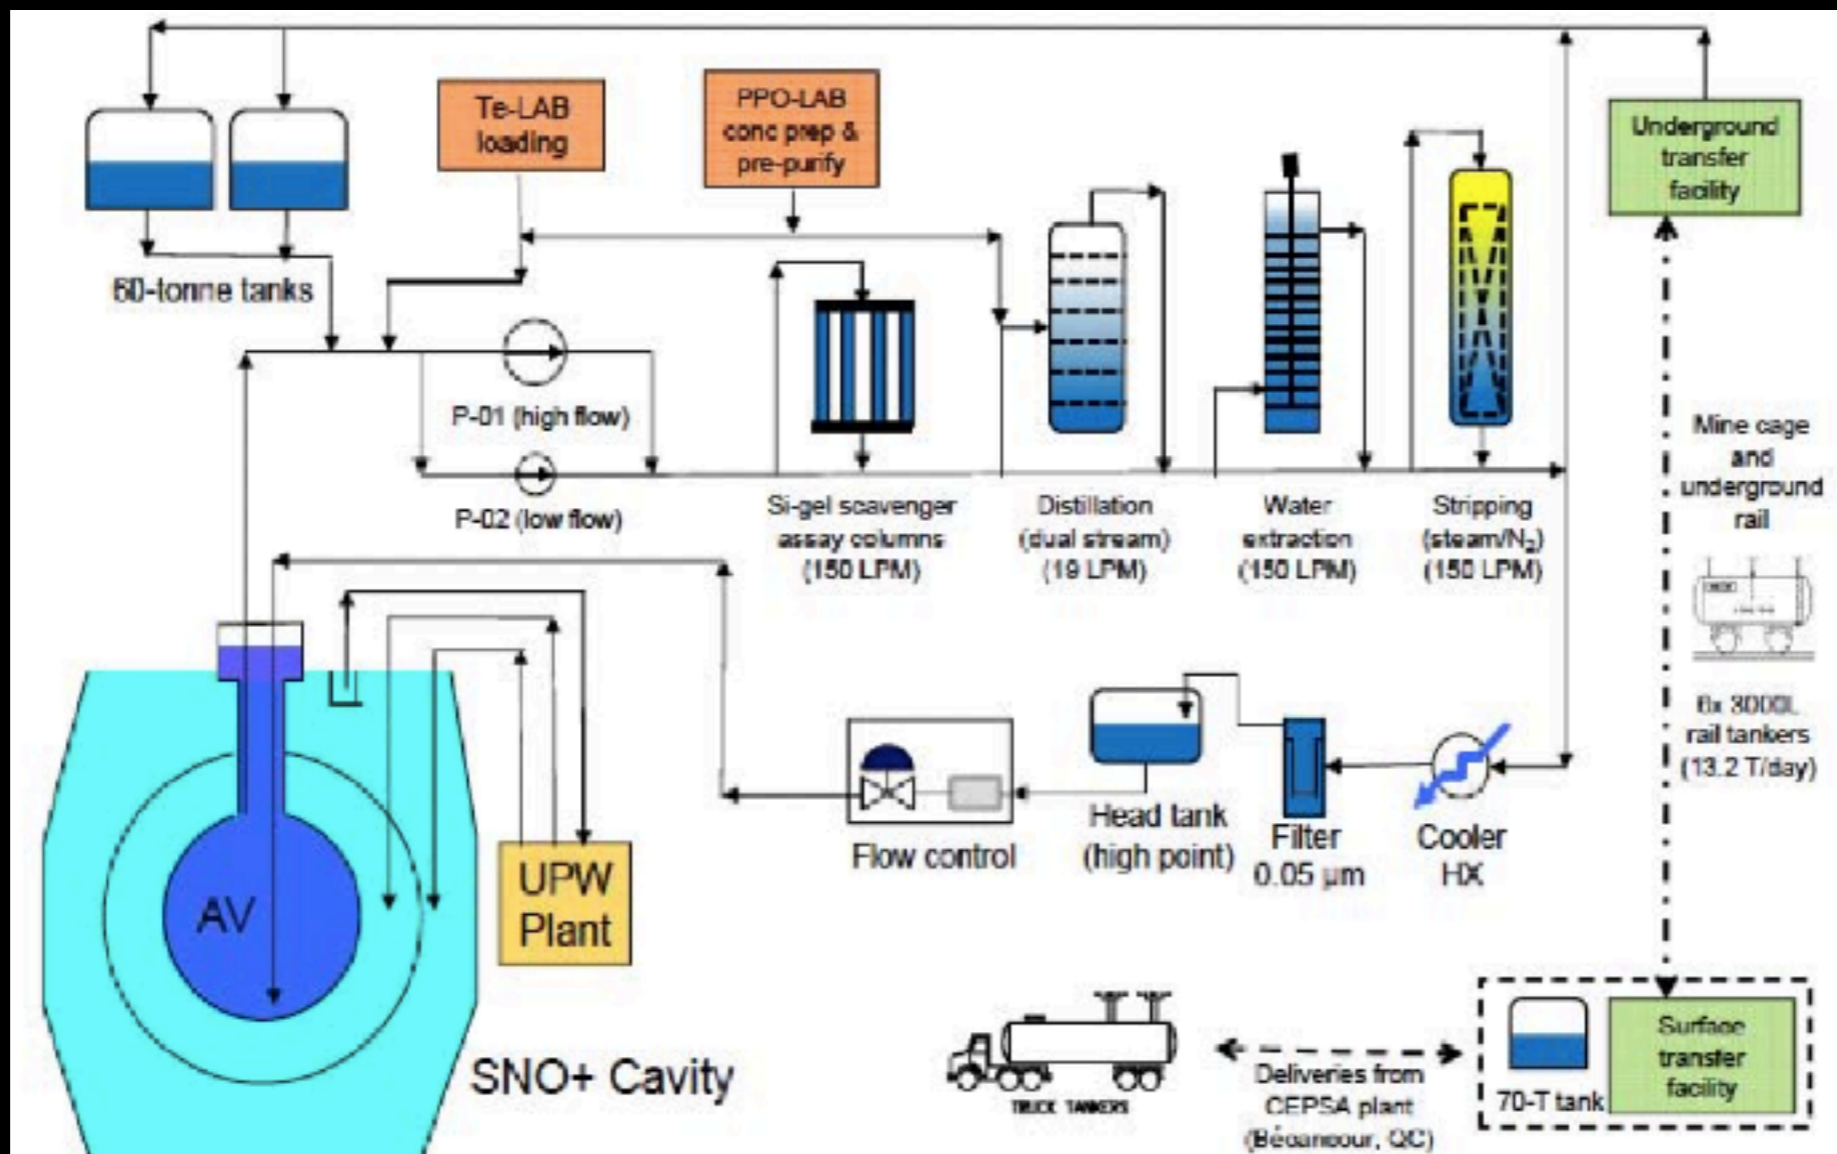 Te-LAB
loading
PPO-LAB
conc prep &
pre-purify
Underground
transfer
facility
60-tonne tanks
P-01 (high flow)
P-02 (low flow)
Si-gel scavenger
assay columns
(150 LPM)
Distillation
(dual stream)
(19 LPM)
Water
extraction
(150 LPM)
Stripping
(steam/N₂)
(150 LPM)
Mine cage
and
underground
rail
6x 3000L
rail tankers
(13.2 T/day)
AV
UPW
Plant
Flow control
Head tank
(high point)
Filter
0.05 µm
Cooler
HX
SNO+ Cavity
TRUCK TANKERS
Deliveries from
CEPSA plant
(Bécancour, QC)
70-T tank
Surface
transfer
facility